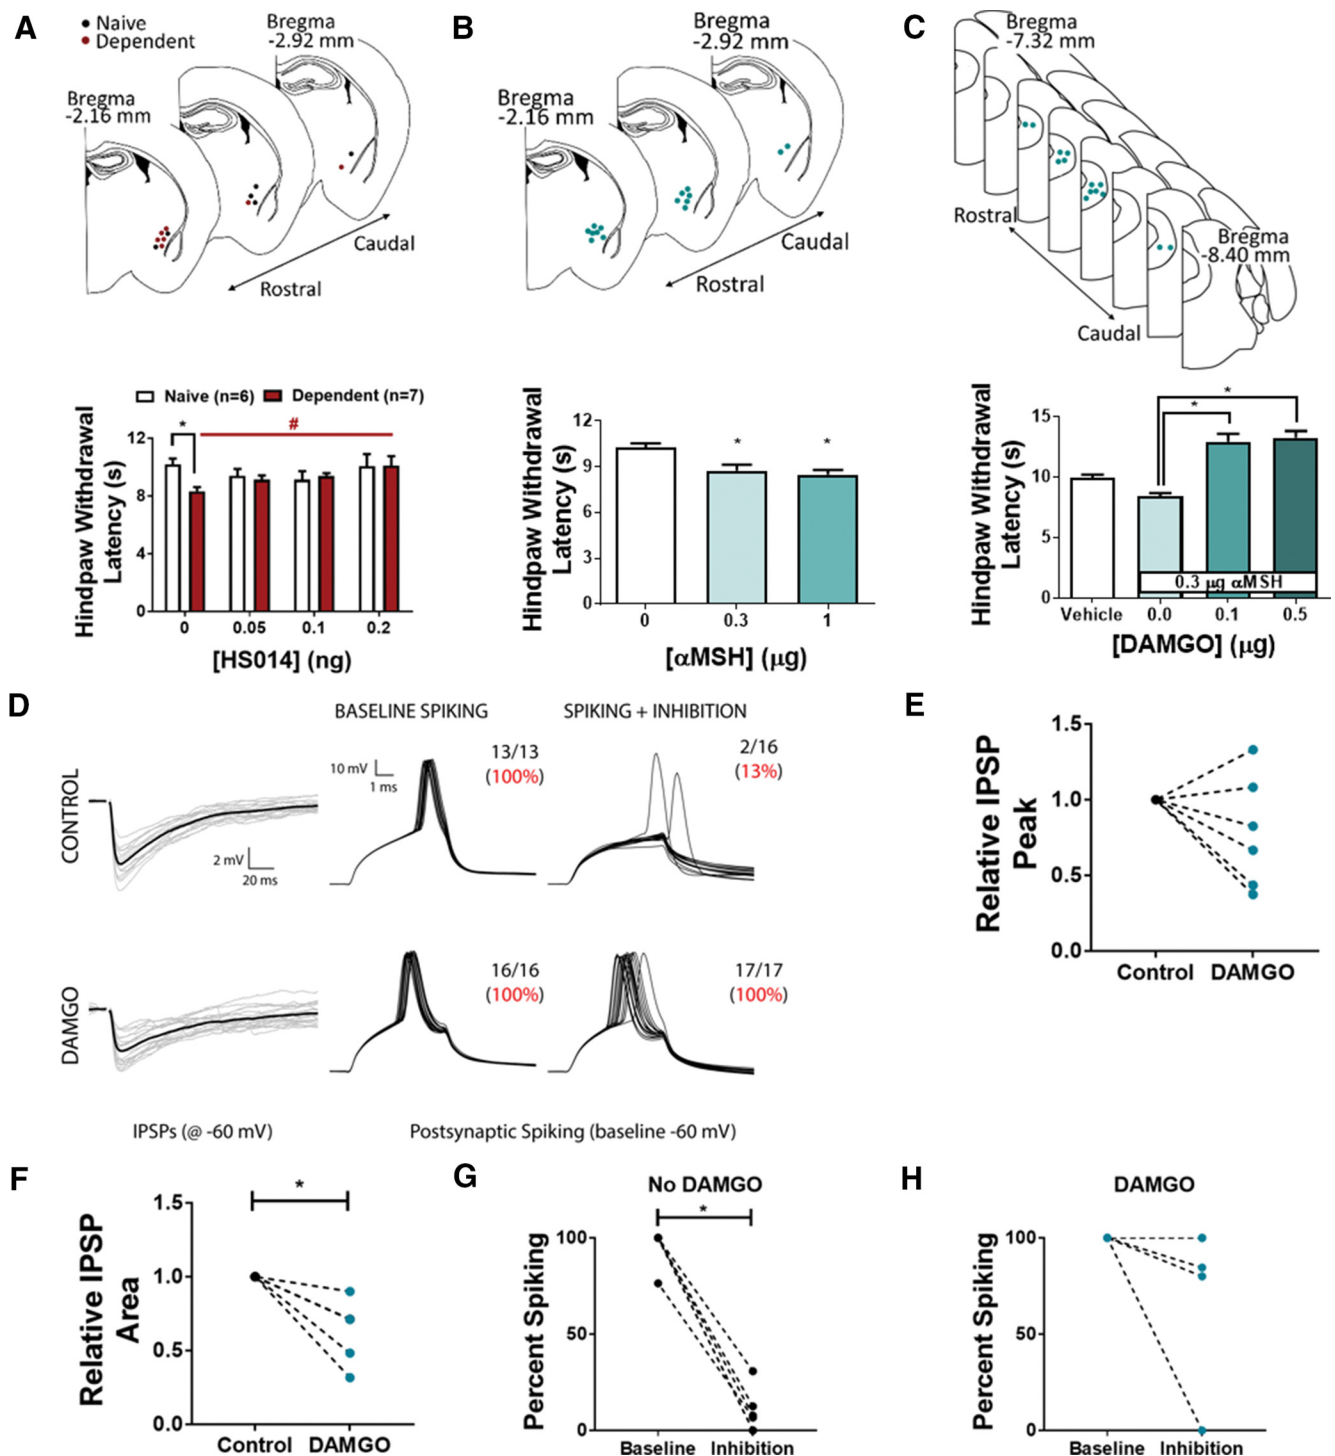 A
Naive
Dependent
Bregma
-2.92 mm
Bregma
-2.16 mm
Caudal
Rostral
Naive (n=6) Dependent (n=7)
Hindpaw Withdrawal
Latency (s)
* #
12
8
4
0
0 0.05 0.1 0.2
[HS014] (ng)
B
Bregma
-2.92 mm
Bregma
-2.16 mm
Caudal
Rostral
Hindpaw Withdrawal
Latency (s)
* *
12
9
6
3
0
0 0.3 1
[αMSH] (μg)
C
Bregma
-7.32 mm
Rostral
Bregma
-8.40 mm
Caudal
Hindpaw Withdrawal
Latency (s)
*
*
15
10
5
0
0.3 μg αMSH
Vehicle 0.0 0.1 0.5
[DAMGO] (μg)
D
BASELINE SPIKING SPIKING + INHIBITION
CONTROL
2 mV
20 ms
10 mV
1 ms
13/13
(100%)
2/16
(13%)
DAMGO
16/16
(100%)
17/17
(100%)
IPSPs (@ -60 mV) Postsynaptic Spiking (baseline -60 mV)
E
Relative IPSP
Peak
1.5
1.0
0.5
0.0
Control DAMGO
F
*
Relative IPSP
Area
1.5
1.0
0.5
0.0
Control DAMGO
G
No DAMGO
*
Percent Spiking
100
50
0
Baseline Inhibition
H
DAMGO
Percent Spiking
100
50
0
Baseline Inhibition